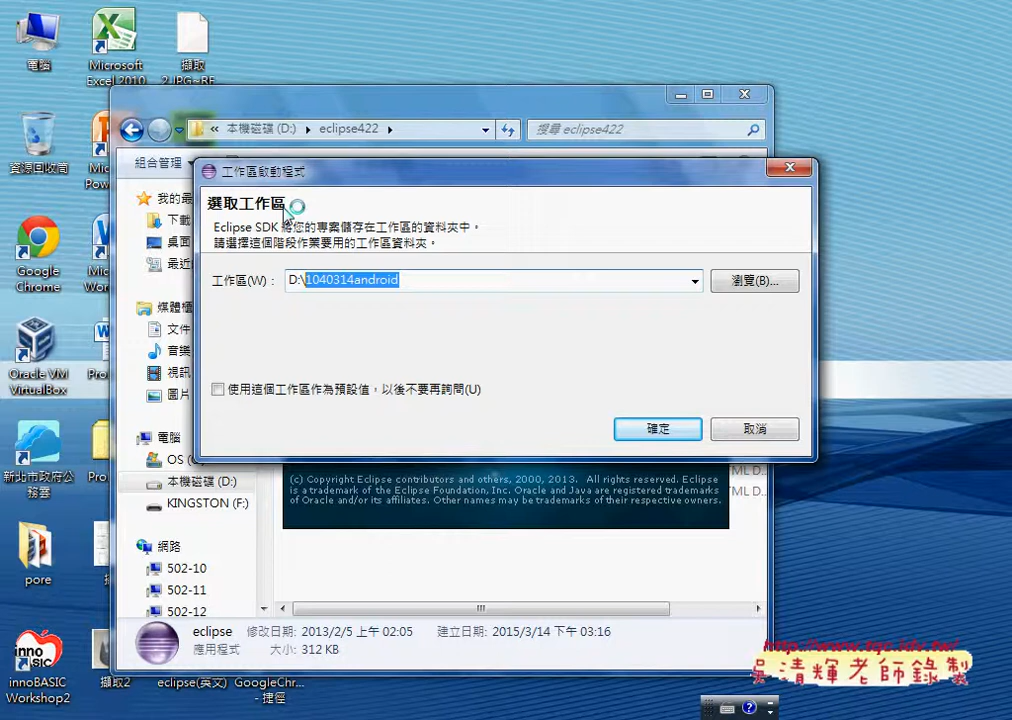 電腦
Microsoft
Excel 2010
擷取
資源回收筒
Google
Chrome
Oracle VM
VirtualBox
新北市政府公
務雲
pore
innoBASIC
Workshop2
擷取2
eclipse(英文)
GoogleChr...
- 捷徑
« 本機磁碟 (D:) ▸ eclipse422 ▸
搜尋 eclipse422
組合管理
工作區啟動程式
選取工作區
Eclipse SDK 將您的專案儲存在工作區的資料夾中。
請選擇這個階段作業要用的工作區資料夾。
工作區(W)：
D:\1040314android
瀏覽(B)...
使用這個工作區作為預設值，以後不要再詢問(U)
確定
取消
我的最
下載
桌面
最近
媒體櫃
文件
音樂
視訊
圖片
電腦
OS (
本機磁碟 (D:)
KINGSTON (F:)
網路
502-10
502-11
502-12
(c) Copyright Eclipse contributors and others, 2000, 2013. All rights reserved. Eclipse
is a trademark of the Eclipse Foundation, Inc. Oracle and Java are registered trademarks
of Oracle and/or its affiliates. Other names may be trademarks of their respective owners.
ML D...
ML D...
eclipse
修改日期: 2013/2/5 上午 02:05
建立日期: 2015/3/14 下午 03:16
應用程式
大小: 312 KB
http://www.tqs.idv.tw/
吳清輝老師錄製